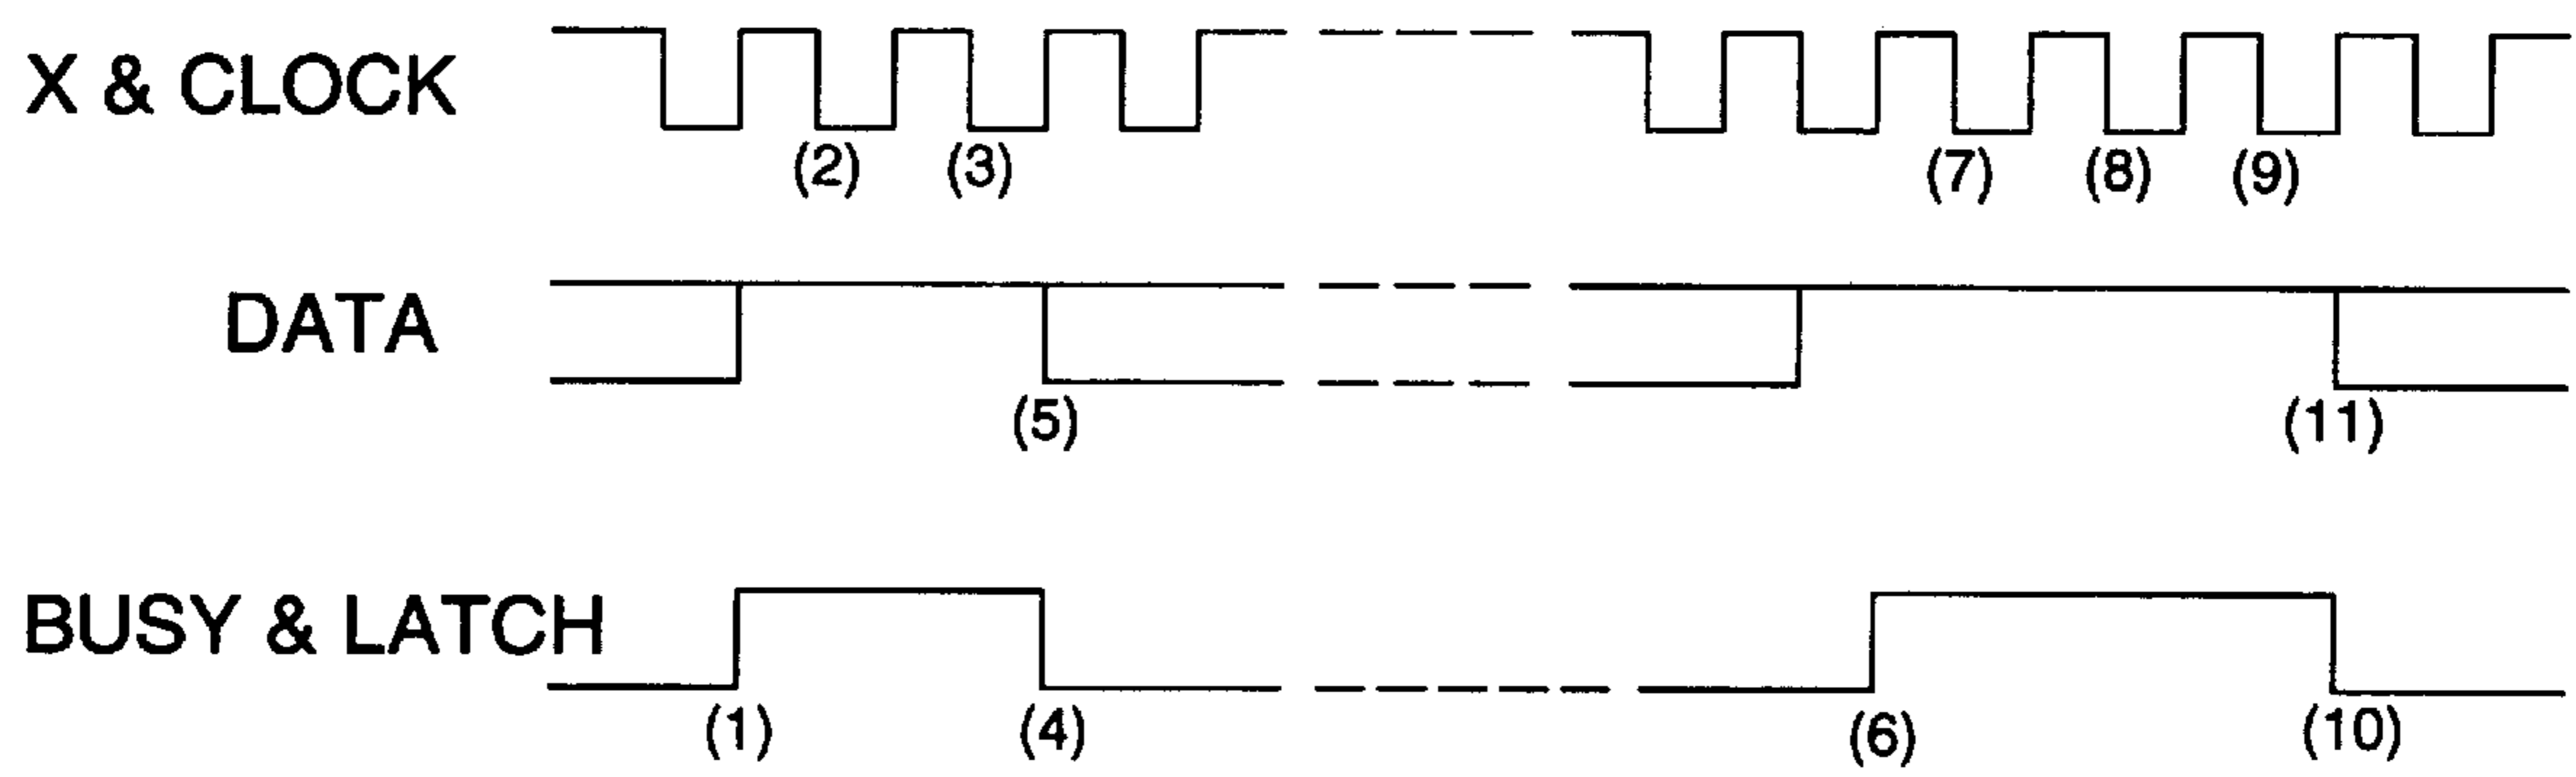 X & CLOCK
(2) (3) (7) (8) (9)
DATA
(5) (11)
BUSY & LATCH
(1) (4) (6) (10)